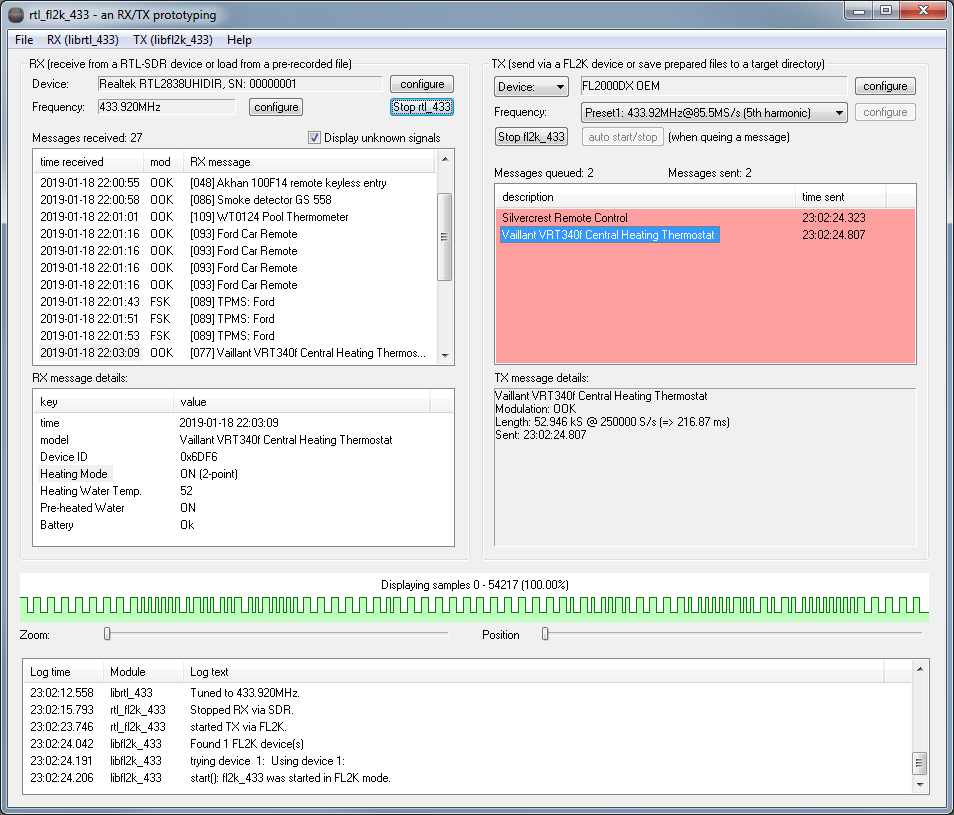 rtl_fl2k_433 - an RX/TX prototyping
File RX (librtl_433) TX (libfl2k_433) Help
RX (receive from a RTL-SDR device or load from a pre-recorded file)
Device: Realtek RTL2838UHIDIR, SN: 00000001 configure
Frequency: 433.920MHz configure Stop rtl_433
Messages received: 27 Display unknown signals
time received mod RX message
2019-01-18 22:00:55 OOK [048] Akhan 100F14 remote keyless entry
2019-01-18 22:00:58 OOK [086] Smoke detector GS 558
2019-01-18 22:01:01 OOK [109] WT0124 Pool Thermometer
2019-01-18 22:01:16 OOK [093] Ford Car Remote
2019-01-18 22:01:16 OOK [093] Ford Car Remote
2019-01-18 22:01:16 OOK [093] Ford Car Remote
2019-01-18 22:01:16 OOK [093] Ford Car Remote
2019-01-18 22:01:43 FSK [089] TPMS: Ford
2019-01-18 22:01:51 FSK [089] TPMS: Ford
2019-01-18 22:01:53 FSK [089] TPMS: Ford
2019-01-18 22:03:09 OOK [077] Vaillant VRT340f Central Heating Thermos...
RX message details:
key value
time 2019-01-18 22:03:09
model Vaillant VRT340f Central Heating Thermostat
Device ID 0x6DF6
Heating Mode ON (2-point)
Heating Water Temp. 52
Pre-heated Water ON
Battery Ok
TX (send via a FL2K device or save prepared files to a target directory)
Device: FL2000DX OEM configure
Frequency: Preset1: 433.92MHz@85.5MS/s (5th harmonic) configure
Stop fl2k_433 auto start/stop (when queing a message)
Messages queued: 2 Messages sent: 2
description time sent
Silvercrest Remote Control 23:02:24.323
Vaillant VRT340f Central Heating Thermostat 23:02:24.807
TX message details:
Vaillant VRT340f Central Heating Thermostat
Modulation: OOK
Length: 52.946 kS @ 250000 S/s (=> 216.87 ms)
Sent: 23:02:24.807
Displaying samples 0 - 54217 (100.00%)
Zoom: Position
Log time Module Log text
23:02:12.558 librtl_433 Tuned to 433.920MHz.
23:02:15.793 rtl_fl2k_433 Stopped RX via SDR.
23:02:23.746 rtl_fl2k_433 started TX via FL2K.
23:02:24.042 libfl2k_433 Found 1 FL2K device(s)
23:02:24.191 libfl2k_433 trying device 1: Using device 1:
23:02:24.206 libfl2k_433 start(): fl2k_433 was started in FL2K mode.